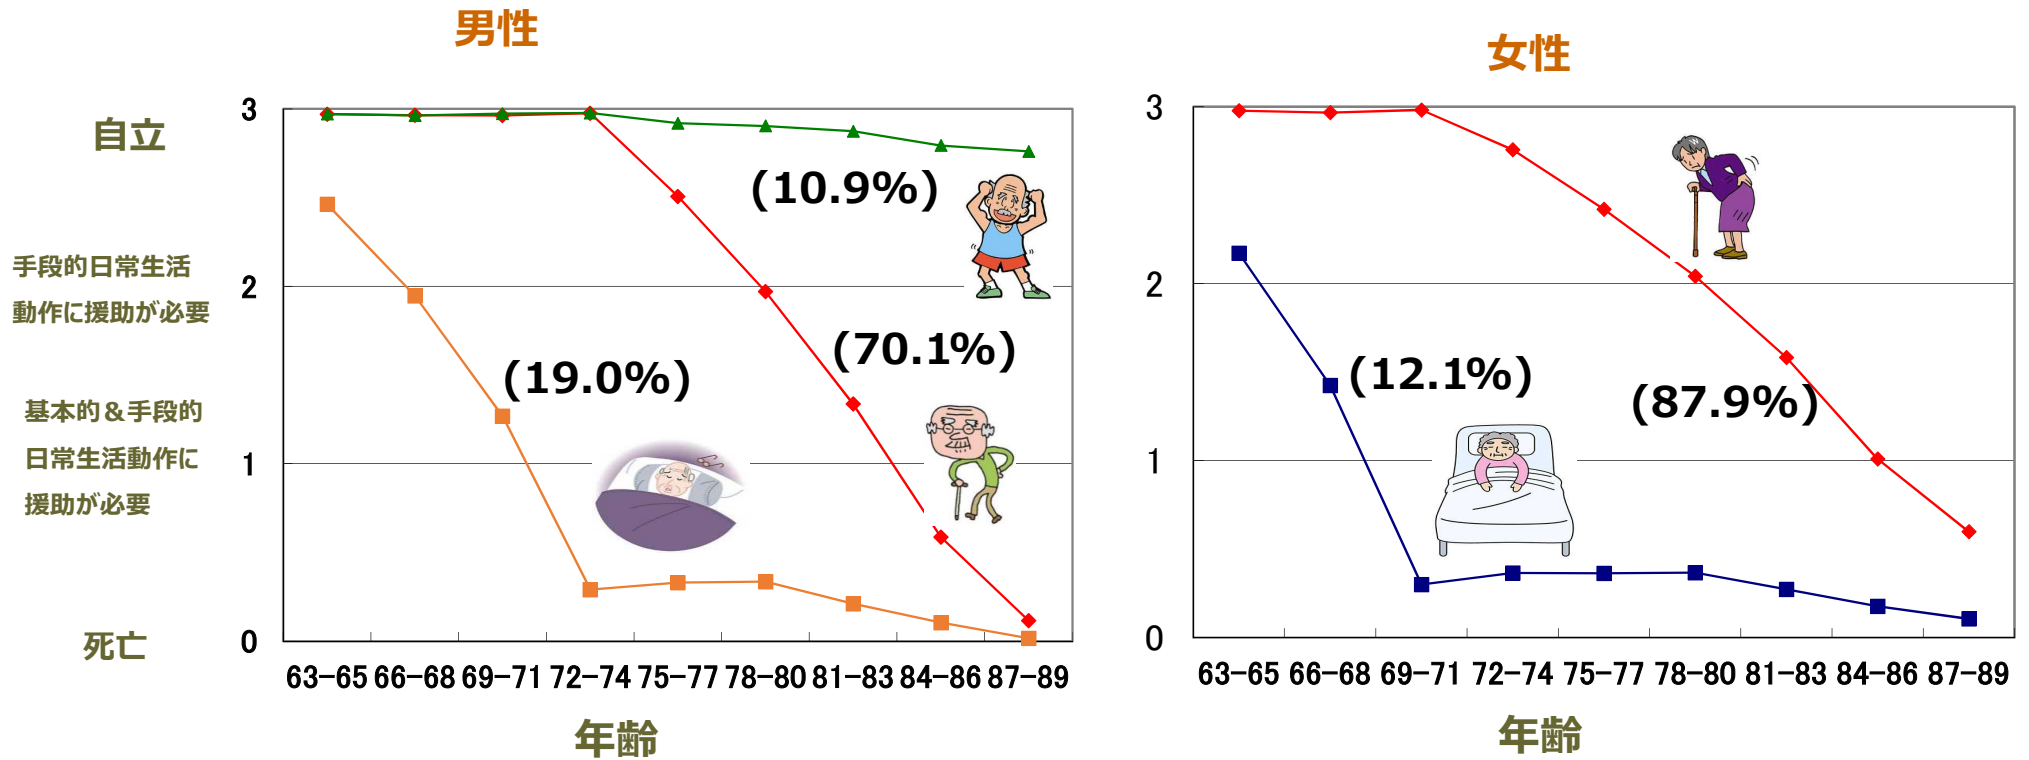 男性
自立
手段的日常生活
動作に援助が必要
基本的＆手段的
日常生活動作に
援助が必要
死亡
3
2
1
0
(10.9%)
(70.1%)
(19.0%)
63-65 66-68 69-71 72-74 75-77 78-80 81-83 84-86 87-89
年齢
女性
3
2
1
0
(12.1%)
(87.9%)
63-65 66-68 69-71 72-74 75-77 78-80 81-83 84-86 87-89
年齢